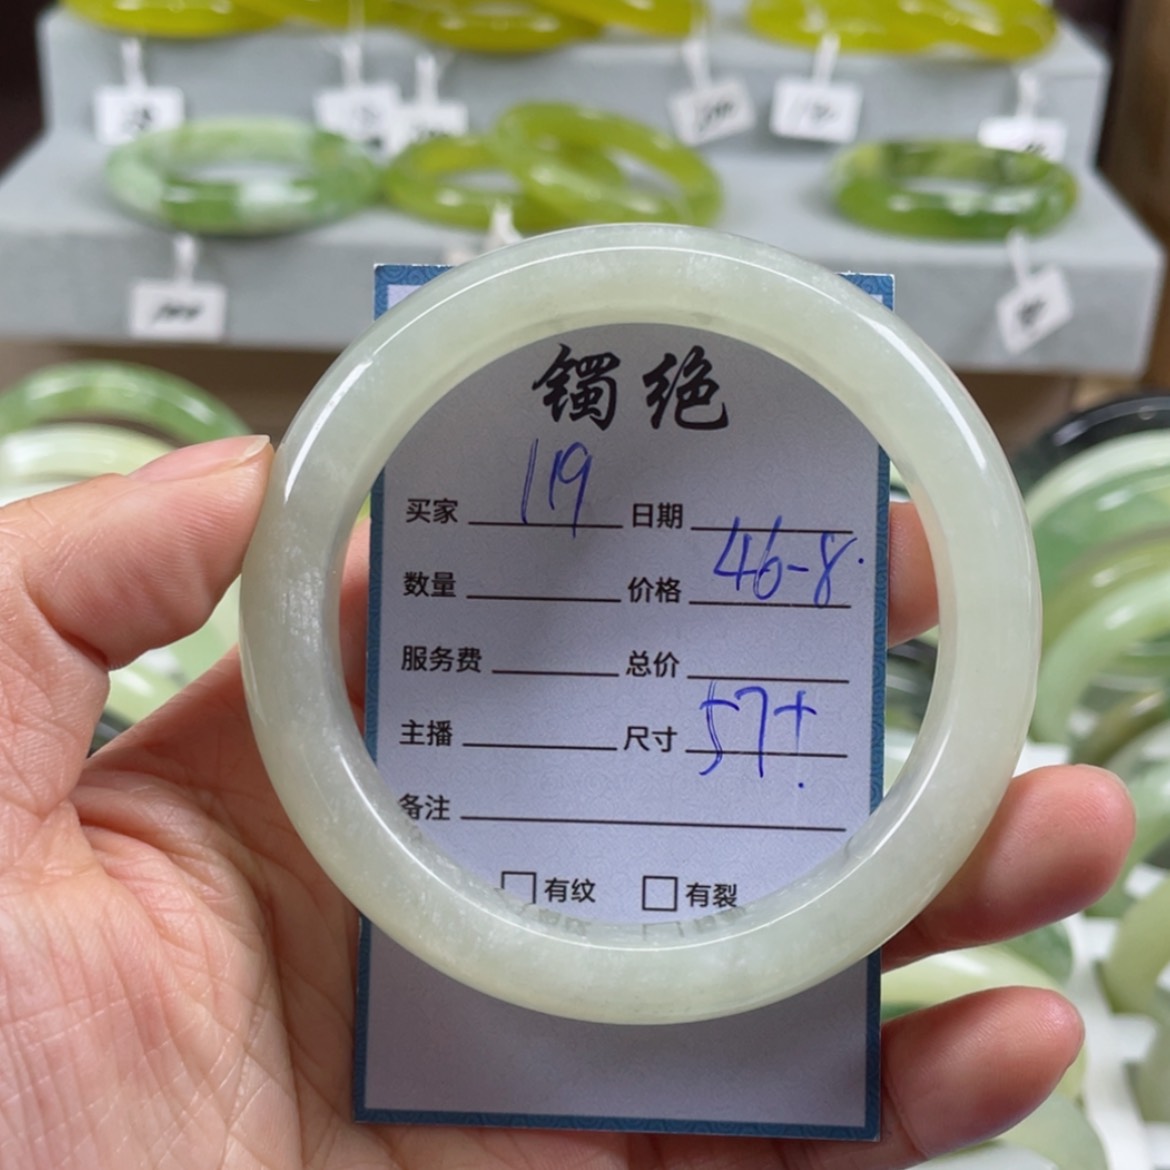 镯绝
买家 119 日期
数量 价格 46-8.
服务费 总价
主播 尺寸 57+.
备注
□ 有纹 □ 有裂